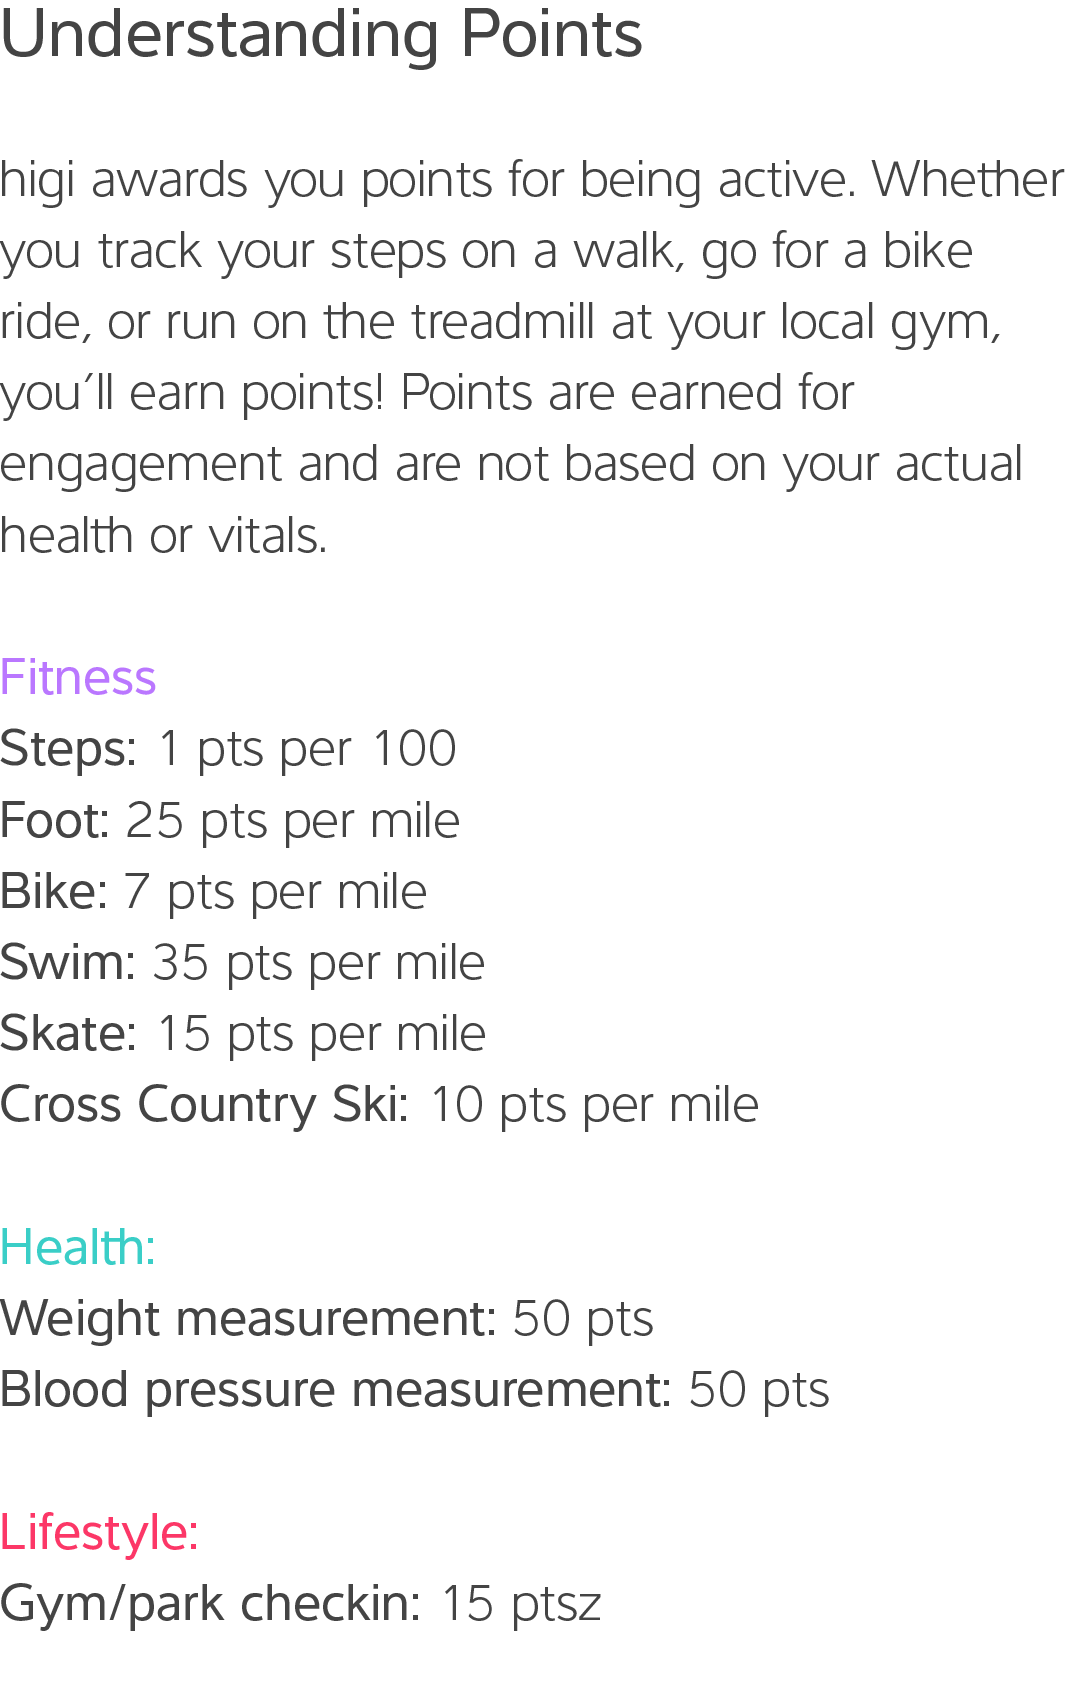 Understanding Points
higi awards you points for being active. Whether
you track your steps on a walk, go for a bike
ride, or run on the treadmill at your local gym,
you’ll earn points! Points are earned for
engagement and are not based on your actual
health or vitals.
Fitness
Steps: 1 pts per 100
Foot: 25 pts per mile
Bike: 7 pts per mile
Swim: 35 pts per mile
Skate: 15 pts per mile
Cross Country Ski: 10 pts per mile
Health:
Weight measurement: 50 pts
Blood pressure measurement: 50 pts
Lifestyle:
Gym/park checkin: 15 ptsz